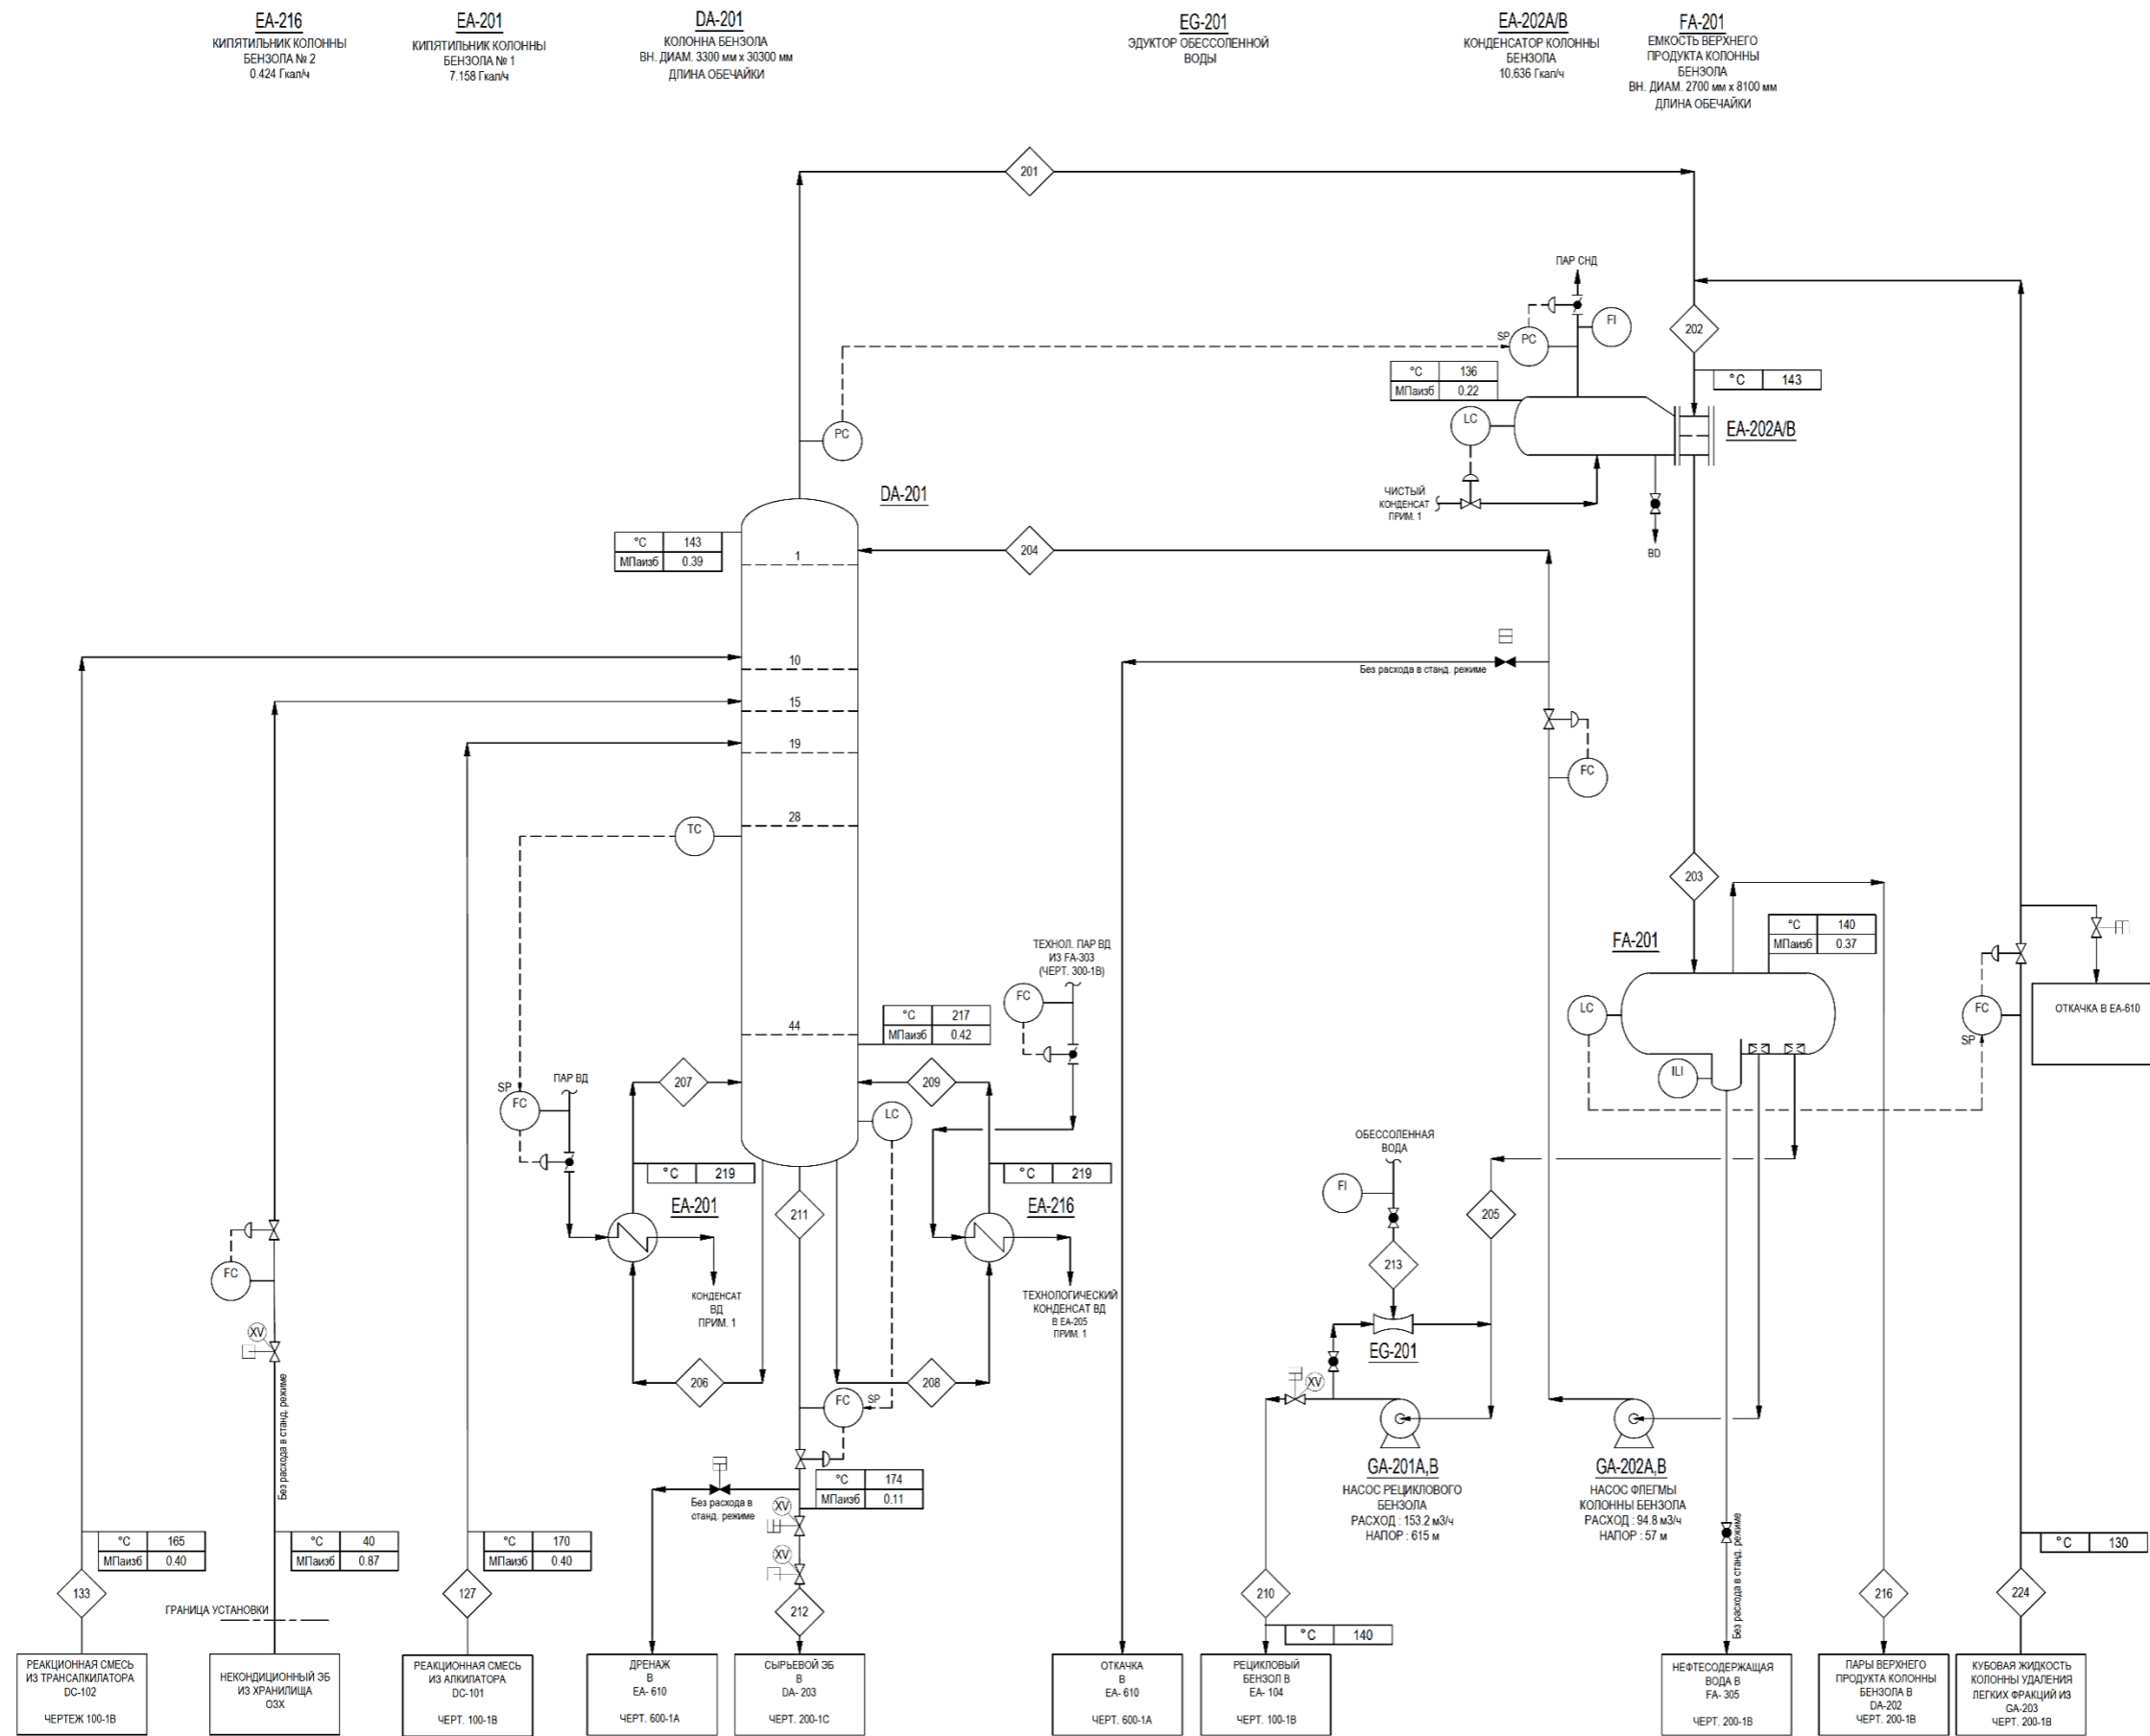 EA-216
КИПЯТИЛЬНИК КОЛОННЫ
БЕНЗОЛА № 2
0.424 Гкал/ч
EA-201
КИПЯТИЛЬНИК КОЛОННЫ
БЕНЗОЛА № 1
7.158 Гкал/ч
DA-201
КОЛОННА БЕНЗОЛА
ВН. ДИАМ. 3300 мм x 30300 мм
ДЛИНА ОБЕЧАЙКИ
EG-201
ЭДУКТОР ОБЕССОЛЕННОЙ
ВОДЫ
EA-202A/B
КОНДЕНСАТОР КОЛОННЫ
БЕНЗОЛА
10.636 Гкал/ч
FA-201
ЕМКОСТЬ ВЕРХНЕГО
ПРОДУКТА КОЛОННЫ
БЕНЗОЛА
ВН. ДИАМ. 2700 мм x 8100 мм
ДЛИНА ОБЕЧАЙКИ
201
ПАР СНД
FI
SP
PC
202
°C 136
МПаизб 0.22
°C 143
LC
EA-202A/B
PC
ЧИСТЫЙ
КОНДЕНСАТ
ПРИМ. 1
BD
DA-201
°C 143
МПаизб 0.39
1
204
10
Без расхода в станд. режиме
15
19
FC
28
TC
203
°C 140
МПаизб 0.37
FA-201
ТЕХНОЛ. ПАР ВД
ИЗ FA-303
(ЧЕРТ. 300-1В)
FC
°C 217
МПаизб 0.42
44
LC
FC
SP
ОТКАЧКА В EA-610
ILI
ПАР ВД
SP
FC
207
209
LC
ОБЕССОЛЕННАЯ
ВОДА
°C 219
°C 219
FI
EA-201
211
EA-216
205
213
FC
КОНДЕНСАТ
ВД
ПРИМ. 1
ТЕХНОЛОГИЧЕСКИЙ
КОНДЕНСАТ ВД
В EA-205
ПРИМ. 1
XV
EG-201
206
208
XV
FC
SP
Без расхода в станд. режиме
GA-201A,B
НАСОС РЕЦИКЛОВОГО
БЕНЗОЛА
РАСХОД : 153.2 м3/ч
НАПОР : 615 м
GA-202A,B
НАСОС ФЛЕГМЫ
КОЛОННЫ БЕНЗОЛА
РАСХОД : 94.8 м3/ч
НАПОР : 57 м
°C 174
МПаизб 0.11
Без расхода в
станд. режиме
XV
XV
°C 165
МПаизб 0.40
°C 40
МПаизб 0.87
°C 170
МПаизб 0.40
°C 130
Без расхода в станд. режиме
133
ГРАНИЦА УСТАНОВКИ
127
212
210
°C 140
216
224
РЕАКЦИОННАЯ СМЕСЬ
ИЗ ТРАНСАЛКИЛАТОРА
DC-102
ЧЕРТЕЖ 100-1В
НЕКОНДИЦИОННЫЙ ЭБ
ИЗ ХРАНИЛИЩА
ОЗХ
РЕАКЦИОННАЯ СМЕСЬ
ИЗ АЛКИЛАТОРА
DC-101
ЧЕРТ. 100-1В
ДРЕНАЖ
В
EA- 610
ЧЕРТ. 600-1А
СЫРЬЕВОЙ ЭБ
В
DA- 203
ЧЕРТ. 200-1С
ОТКАЧКА
В
EA- 610
ЧЕРТ. 600-1А
РЕЦИКЛОВЫЙ
БЕНЗОЛ В
EA- 104
ЧЕРТ. 100-1В
НЕФТЕСОДЕРЖАЩАЯ
ВОДА В
FA- 305
ЧЕРТ. 200-1В
ПАРЫ ВЕРХНЕГО
ПРОДУКТА КОЛОННЫ
БЕНЗОЛА В
DA-202
ЧЕРТ. 200-1В
КУБОВАЯ ЖИДКОСТЬ
КОЛОННЫ УДАЛЕНИЯ
ЛЕГКИХ ФРАКЦИЙ ИЗ
GA-203
ЧЕРТ. 200-1В